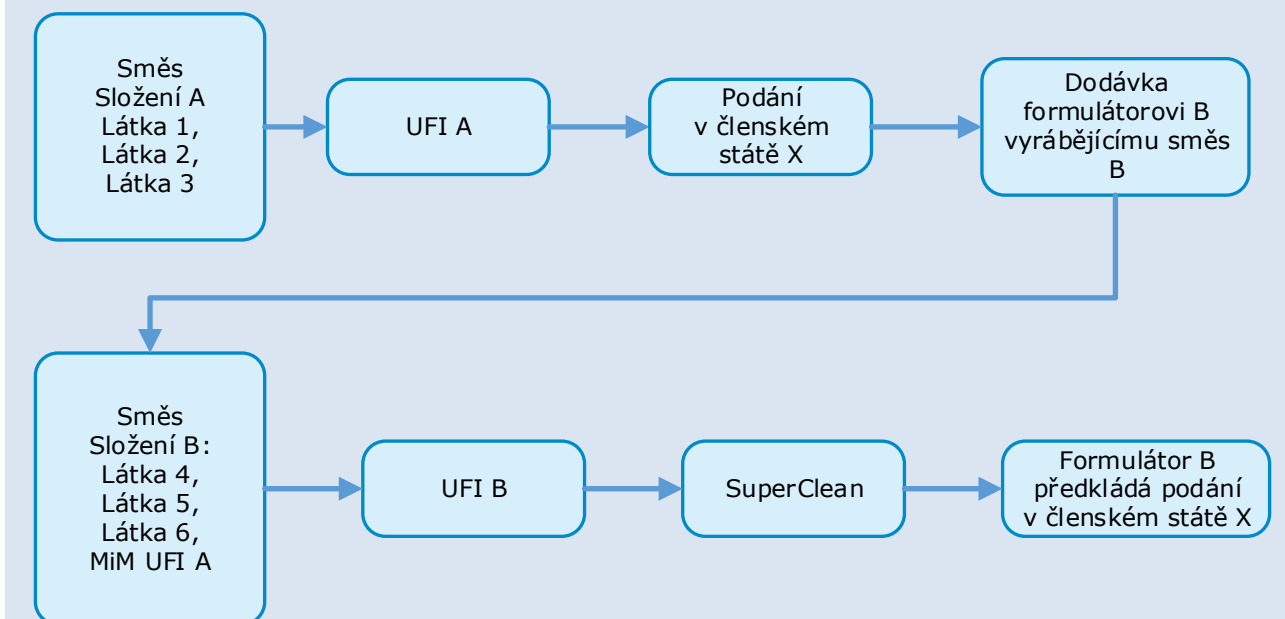 Směs
Složení A
Látka 1,
Látka 2,
Látka 3
UFI A
Podání
v členském
státě X
Dodávka
formulátorovi B
vyrábějícímu směs
B
Směs
Složení B:
Látka 4,
Látka 5,
Látka 6,
MiM UFI A
UFI B
SuperClean
Formulátor B
předkládá podání
v členském státě X